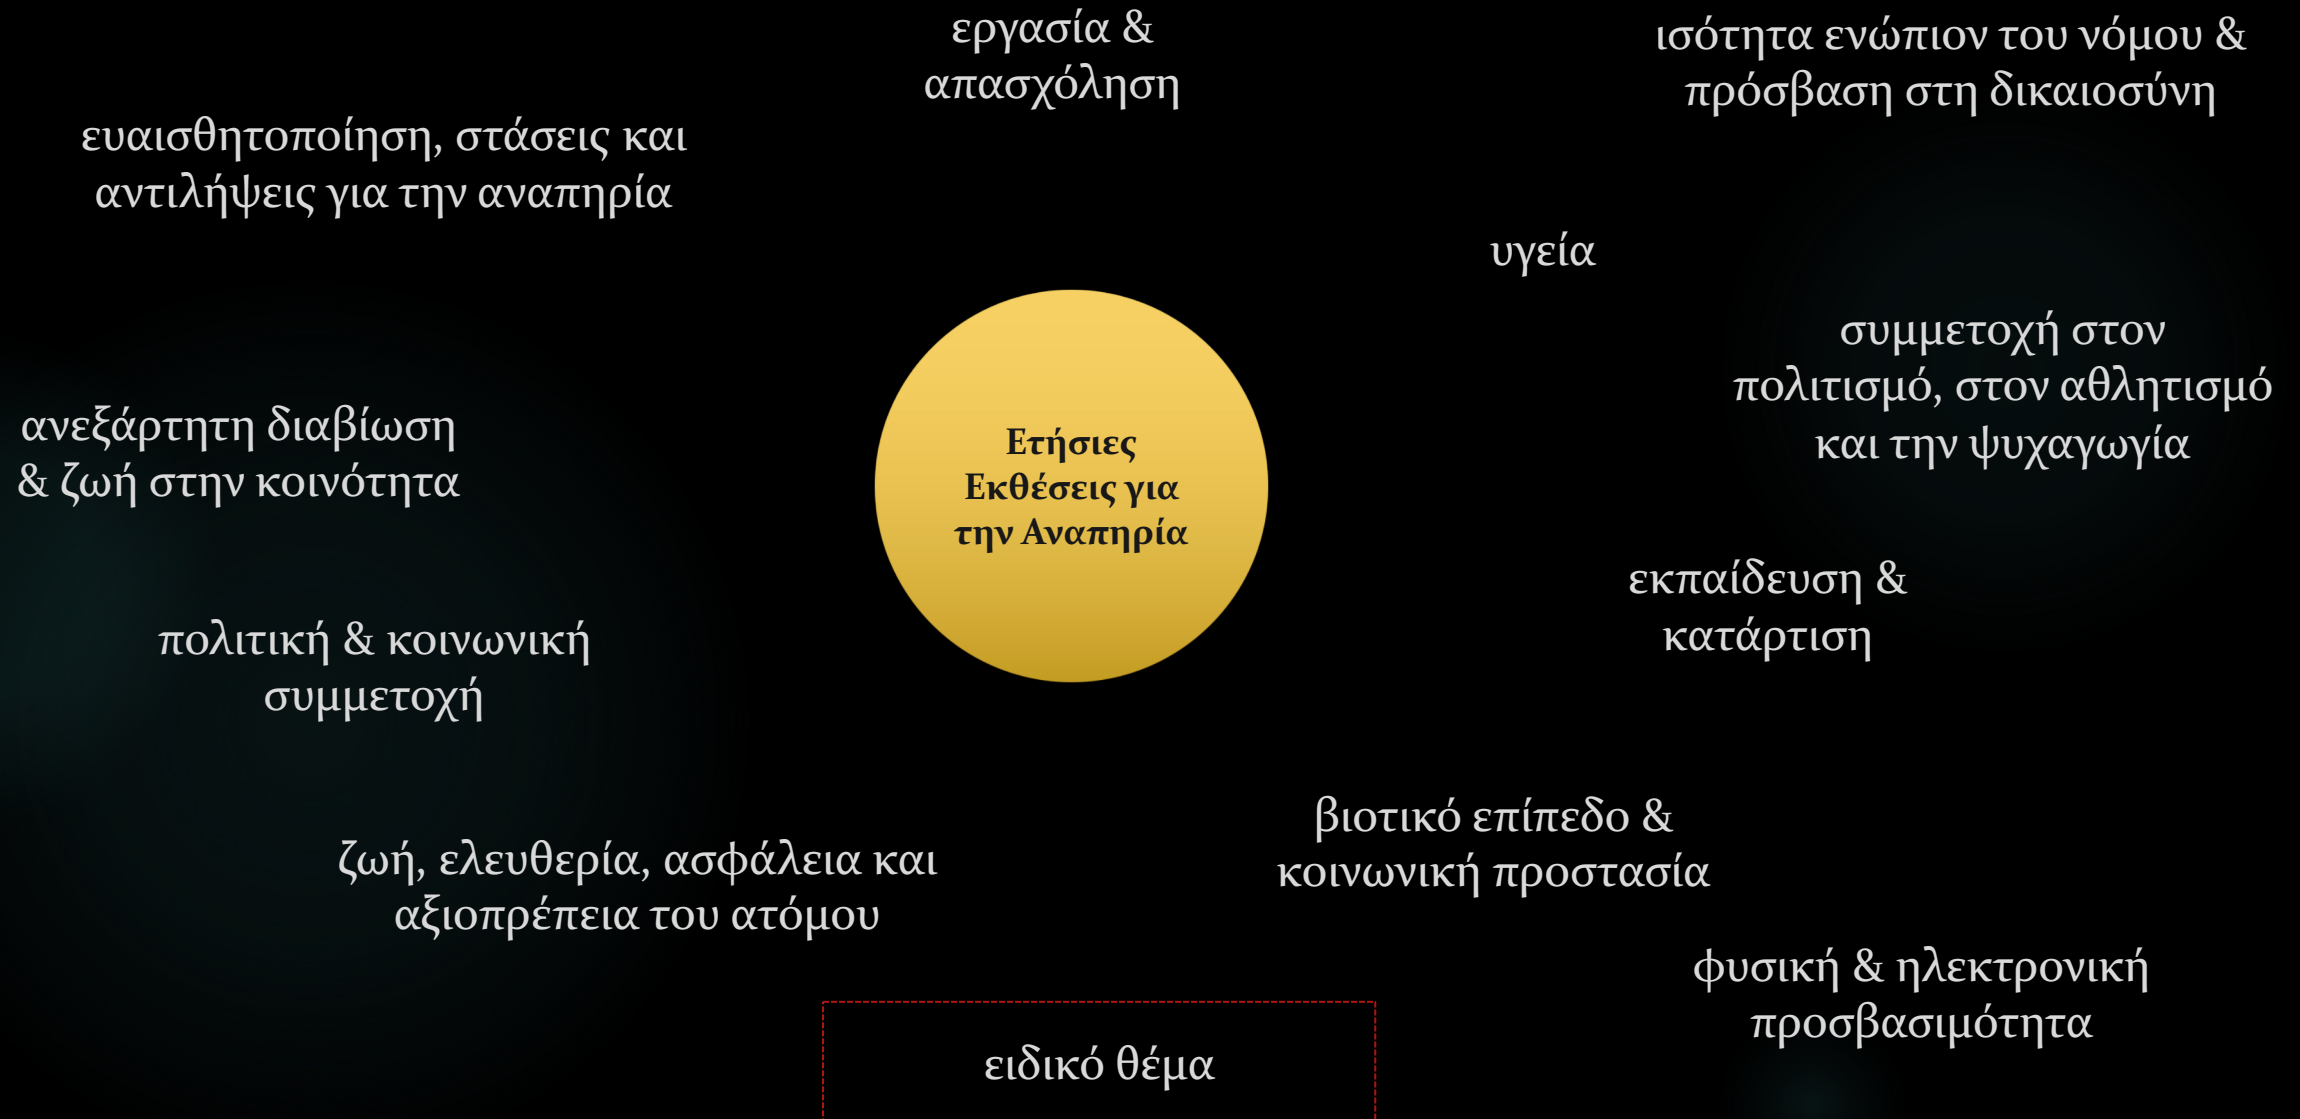 εργασία &
απασχόληση
ισότητα ενώπιον του νόμου &
πρόσβαση στη δικαιοσύνη
ευαισθητοποίηση, στάσεις και
αντιλήψεις για την αναπηρία
υγεία
συμμετοχή στον
πολιτισμό, στον αθλητισμό
και την ψυχαγωγία
ανεξάρτητη διαβίωση
& ζωή στην κοινότητα
Ετήσιες
Εκθέσεις για
την Αναπηρία
εκπαίδευση &
κατάρτιση
πολιτική & κοινωνική
συμμετοχή
βιοτικό επίπεδο &
κοινωνική προστασία
ζωή, ελευθερία, ασφάλεια και
αξιοπρέπεια του ατόμου
φυσική & ηλεκτρονική
προσβασιμότητα
ειδικό θέμα